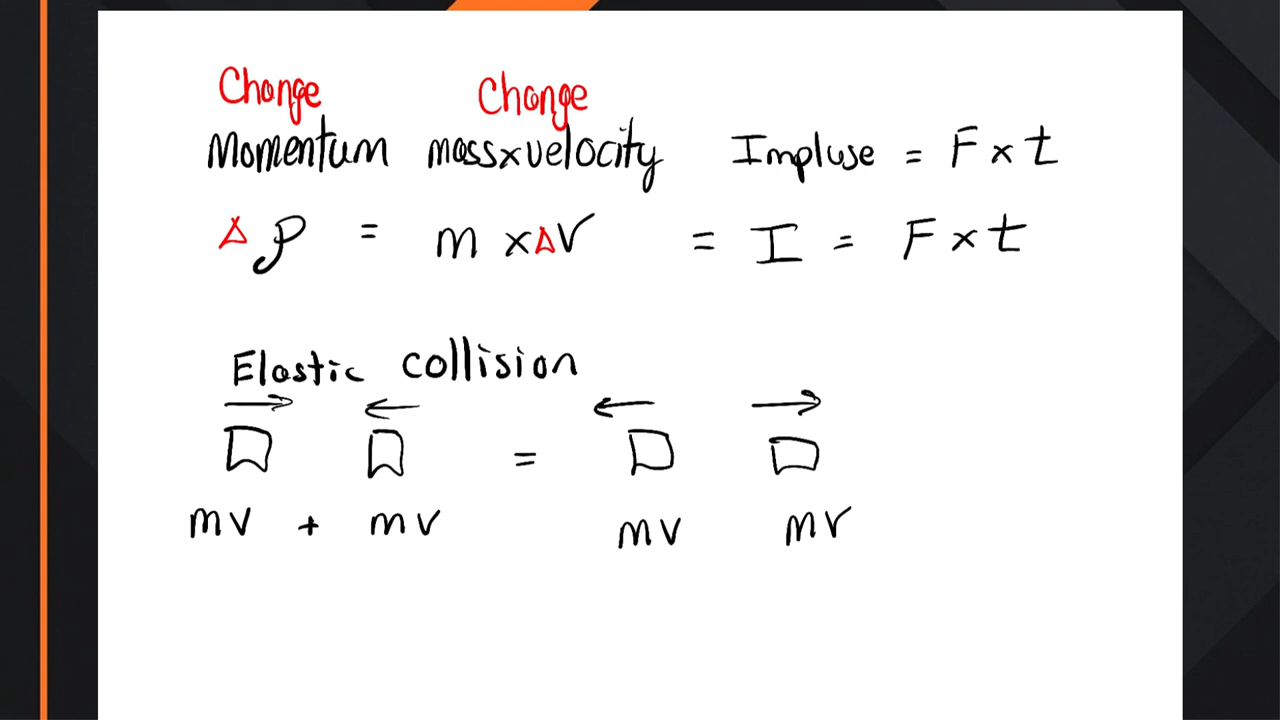 Change Change
Momentum massxvelocity Impluse = F x t
Δ p = m x Δv = I = F x t
Elastic collision
=
mv + mv mv mv